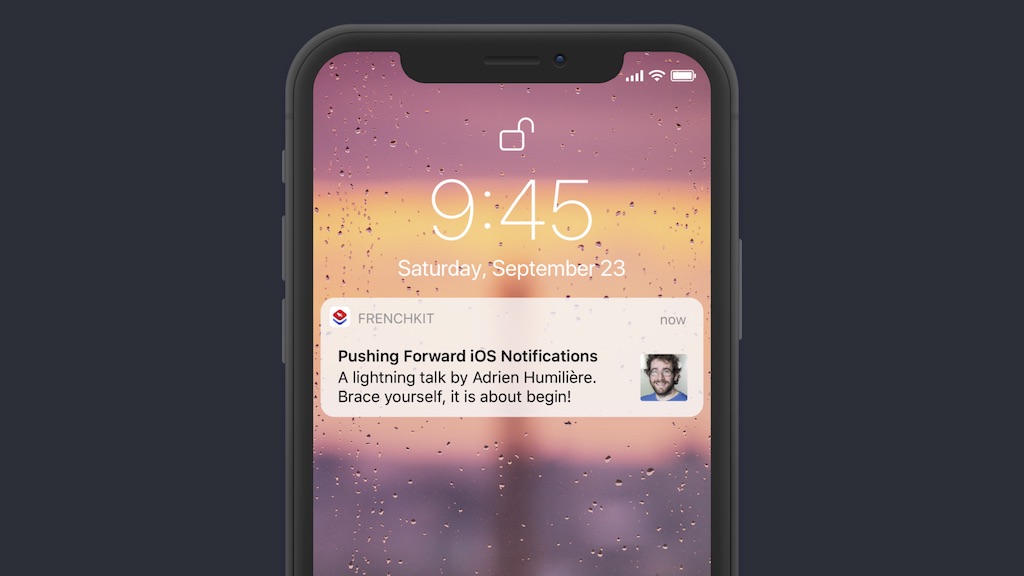 9:45
Saturday, September 23
FRENCHKIT
now
Pushing Forward iOS Notifications
A lightning talk by Adrien Humilière.
Brace yourself, it is about begin!